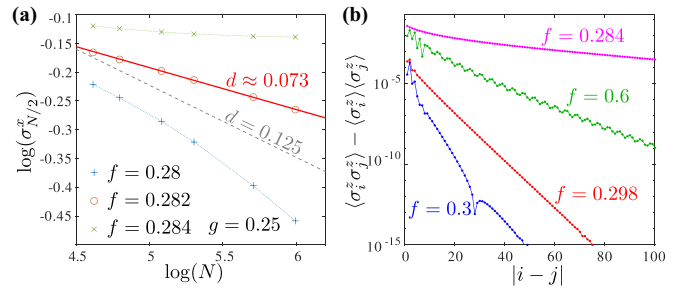 (a)
-0.1
-0.15
-0.2
-0.25
-0.3
-0.35
-0.4
-0.45
log(σ^x_{N/2})
d ≈ 0.073
d = 0.125
f = 0.28
f = 0.282
f = 0.284
g = 0.25
4.5 5 5.5 6 6.5
log(N)
(b)
10^-5
10^-10
10^-15
⟨σ^z_i σ^z_j⟩ − ⟨σ^z_i⟩⟨σ^z_j⟩
f = 0.284
f = 0.6
f = 0.298
f = 0.3
0 20 40 60 80 100
|i − j|